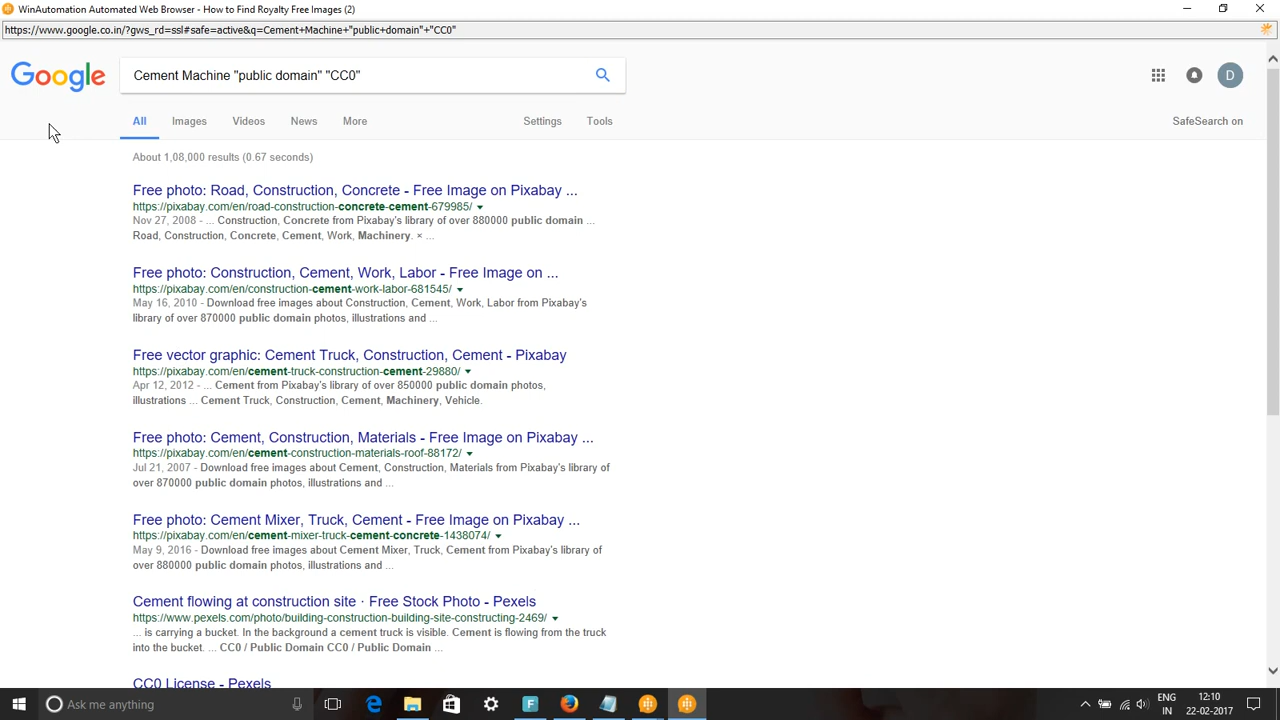 WinAutomation Automated Web Browser - How to Find Royalty Free Images (2)
https://www.google.co.in/?gws_rd=ssl#safe=active&q=Cement+Machine+"public+domain"+"CC0"
Google
Cement Machine "public domain" "CC0"
D
All Images Videos News More Settings Tools SafeSearch on
About 1,08,000 results (0.67 seconds)
Free photo: Road, Construction, Concrete - Free Image on Pixabay ...
https://pixabay.com/en/road-construction-concrete-cement-679985/
Nov 27, 2008 - ... Construction, Concrete from Pixabay's library of over 880000 public domain ...
Road, Construction, Concrete, Cement, Work, Machinery. × ...
Free photo: Construction, Cement, Work, Labor - Free Image on ...
https://pixabay.com/en/construction-cement-work-labor-681545/
May 16, 2010 - Download free images about Construction, Cement, Work, Labor from Pixabay's
library of over 870000 public domain photos, illustrations and ...
Free vector graphic: Cement Truck, Construction, Cement - Pixabay
https://pixabay.com/en/cement-truck-construction-cement-29880/
Apr 12, 2012 - ... Cement from Pixabay's library of over 850000 public domain photos,
illustrations ... Cement Truck, Construction, Cement, Machinery, Vehicle.
Free photo: Cement, Construction, Materials - Free Image on Pixabay ...
https://pixabay.com/en/cement-construction-materials-roof-88172/
Jul 21, 2007 - Download free images about Cement, Construction, Materials from Pixabay's library of
over 870000 public domain photos, illustrations and ...
Free photo: Cement Mixer, Truck, Cement - Free Image on Pixabay ...
https://pixabay.com/en/cement-mixer-truck-cement-concrete-1438074/
May 9, 2016 - Download free images about Cement Mixer, Truck, Cement from Pixabay's library of
over 880000 public domain photos, illustrations and ...
Cement flowing at construction site · Free Stock Photo - Pexels
https://www.pexels.com/photo/building-construction-building-site-constructing-2469/
... is carrying a bucket. In the background a cement truck is visible. Cement is flowing from the truck
into the bucket. ... CC0 / Public Domain CC0 / Public Domain ...
CC0 License - Pexels
Ask me anything
F
ENG
IN
12:10
22-02-2017